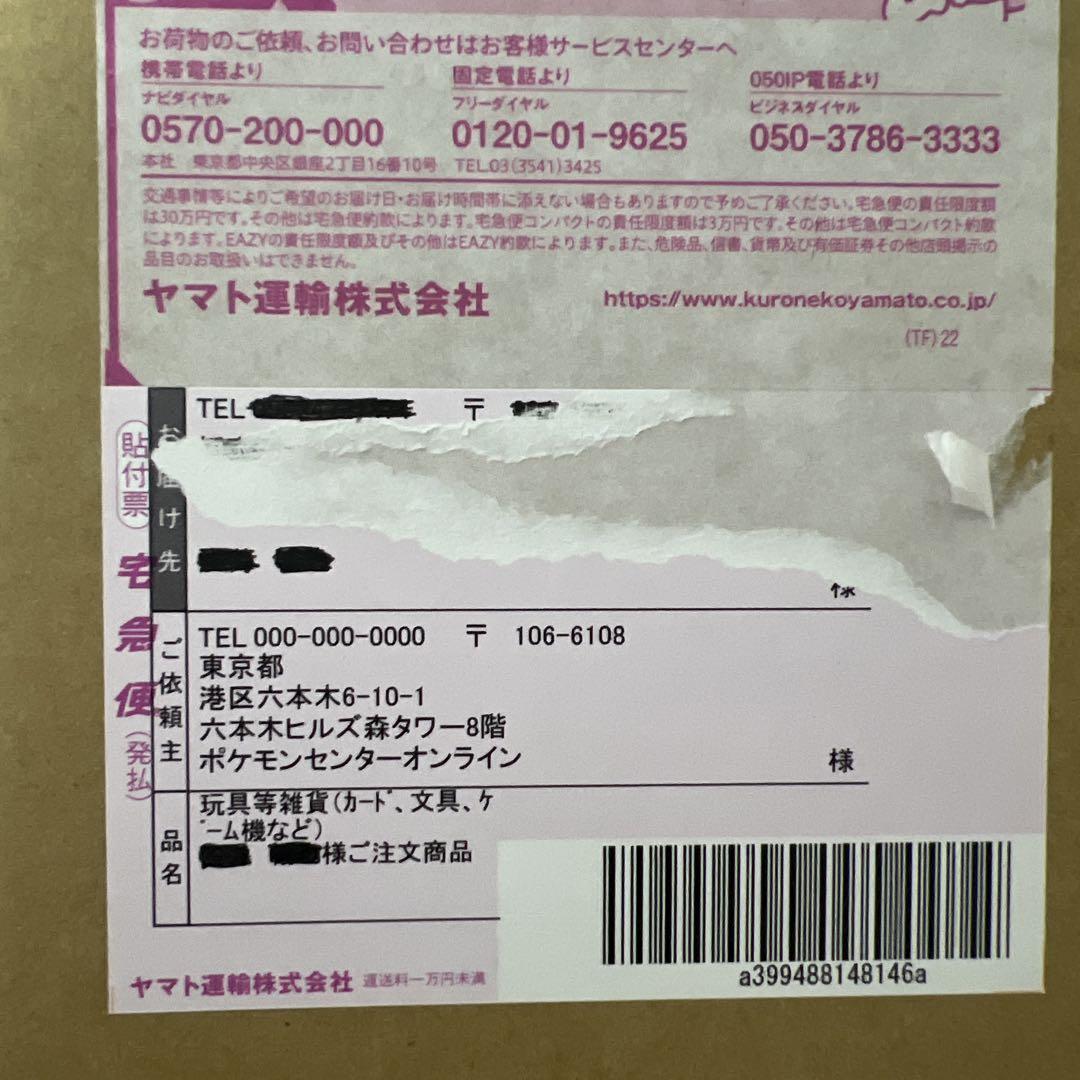 お荷物のご依頼、お問い合わせはお客様サービスセンターへ
携帯電話より 固定電話より 050IP電話より
ナビダイヤル フリーダイヤル ビジネスダイヤル
0570-200-000 0120-01-9625 050-3786-3333
本社 東京都中央区銀座2丁目16番10号 TEL.03(3541)3425
交通事情等によりご希望のお届け日・お届け時間帯に添えない場合もありますので予めご了承ください。宅急便の責任限度額
は30万円です。その他は宅急便約款によります。宅急便コンパクトの責任限度額は3万円です。その他は宅急便コンパクト約款
によります。EAZYの責任限度額及びその他はEAZY約款によります。また、危険品、信書、貨幣及び有価証券その他店頭掲示の
品目のお取扱いはできません。
ヤマト運輸株式会社 https://www.kuronekoyamato.co.jp/
(TF)22
貼付票
宅急便
(発払)
お届け先
TEL 〒
様
ご依頼主
TEL 000-000-0000 〒 106-6108
東京都
港区六本木6-10-1
六本木ヒルズ森タワー8階
ポケモンセンターオンライン 様
品名
玩具等雑貨(カード、文具、ケ
゛ーム機など)
様ご注文商品
a399488148146a
ヤマト運輸株式会社 運送料一万円未満